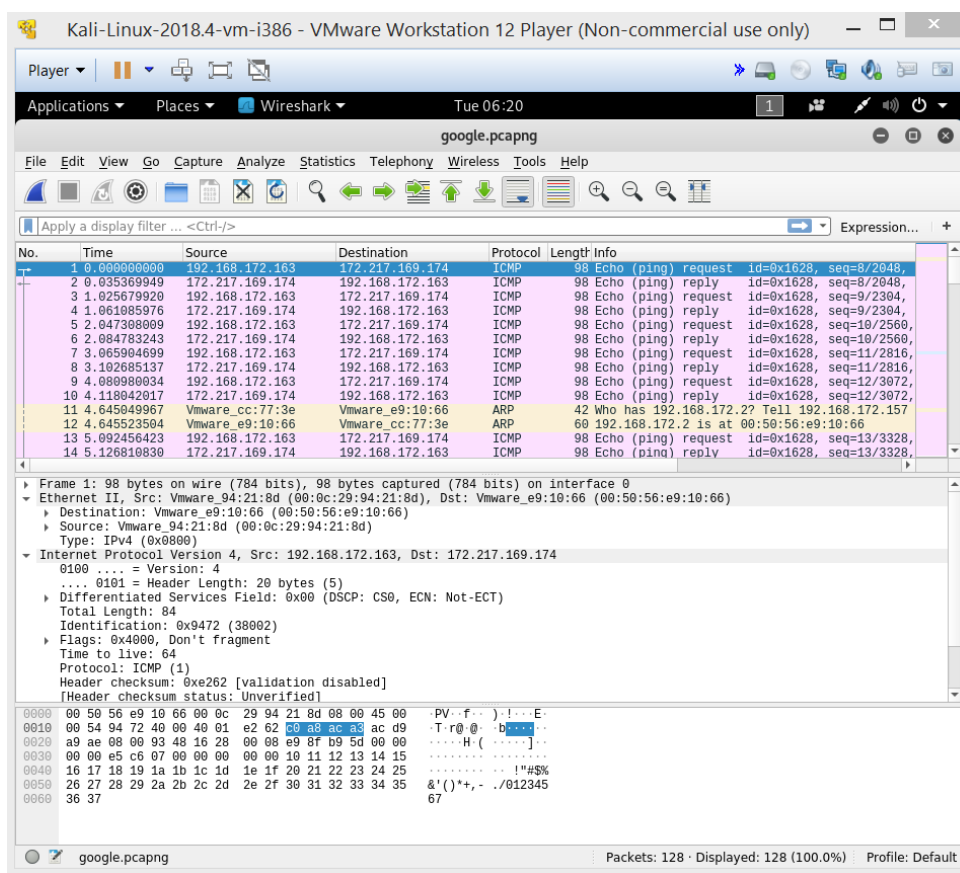 Kali-Linux-2018.4-vm-i386 - VMware Workstation 12 Player (Non-commercial use only)
Player
Applications Places Wireshark Tue 06:20 1
google.pcapng
File Edit View Go Capture Analyze Statistics Telephony Wireless Tools Help
Apply a display filter ... <Ctrl-/> Expression... +
No. Time Source Destination Protocol Length Info
1 0.000000000 192.168.172.163 172.217.169.174 ICMP 98 Echo (ping) request id=0x1628, seq=8/2048,
2 0.035369949 172.217.169.174 192.168.172.163 ICMP 98 Echo (ping) reply id=0x1628, seq=8/2048,
3 1.025679920 192.168.172.163 172.217.169.174 ICMP 98 Echo (ping) request id=0x1628, seq=9/2304,
4 1.061085976 172.217.169.174 192.168.172.163 ICMP 98 Echo (ping) reply id=0x1628, seq=9/2304,
5 2.047308009 192.168.172.163 172.217.169.174 ICMP 98 Echo (ping) request id=0x1628, seq=10/2560,
6 2.084783243 172.217.169.174 192.168.172.163 ICMP 98 Echo (ping) reply id=0x1628, seq=10/2560,
7 3.065904699 192.168.172.163 172.217.169.174 ICMP 98 Echo (ping) request id=0x1628, seq=11/2816,
8 3.102685137 172.217.169.174 192.168.172.163 ICMP 98 Echo (ping) reply id=0x1628, seq=11/2816,
9 4.080980034 192.168.172.163 172.217.169.174 ICMP 98 Echo (ping) request id=0x1628, seq=12/3072,
10 4.118042017 172.217.169.174 192.168.172.163 ICMP 98 Echo (ping) reply id=0x1628, seq=12/3072,
11 4.645049967 Vmware_cc:77:3e Vmware_e9:10:66 ARP 42 Who has 192.168.172.2? Tell 192.168.172.157
12 4.645523504 Vmware_e9:10:66 Vmware_cc:77:3e ARP 60 192.168.172.2 is at 00:50:56:e9:10:66
13 5.092456423 192.168.172.163 172.217.169.174 ICMP 98 Echo (ping) request id=0x1628, seq=13/3328,
14 5.126810830 172.217.169.174 192.168.172.163 ICMP 98 Echo (ping) reply id=0x1628, seq=13/3328,
Frame 1: 98 bytes on wire (784 bits), 98 bytes captured (784 bits) on interface 0
Ethernet II, Src: Vmware_94:21:8d (00:0c:29:94:21:8d), Dst: Vmware_e9:10:66 (00:50:56:e9:10:66)
Destination: Vmware_e9:10:66 (00:50:56:e9:10:66)
Source: Vmware_94:21:8d (00:0c:29:94:21:8d)
Type: IPv4 (0x0800)
Internet Protocol Version 4, Src: 192.168.172.163, Dst: 172.217.169.174
0100 .... = Version: 4
.... 0101 = Header Length: 20 bytes (5)
Differentiated Services Field: 0x00 (DSCP: CS0, ECN: Not-ECT)
Total Length: 84
Identification: 0x9472 (38002)
Flags: 0x4000, Don't fragment
Time to live: 64
Protocol: ICMP (1)
Header checksum: 0xe262 [validation disabled]
[Header checksum status: Unverified]
0000 00 50 56 e9 10 66 00 0c 29 94 21 8d 08 00 45 00 ·PV··f·· )·!···E·
0010 00 54 94 72 40 00 40 01 e2 62 c0 a8 ac a3 ac d9 ·T·r@·@· ·b······
0020 a9 ae 08 00 93 48 16 28 00 08 e9 8f b9 5d 00 00 ·····H·( ·····]··
0030 00 00 e5 c6 07 00 00 00 00 00 10 11 12 13 14 15 ········ ········
0040 16 17 18 19 1a 1b 1c 1d 1e 1f 20 21 22 23 24 25 ········ ·· !"#$%
0050 26 27 28 29 2a 2b 2c 2d 2e 2f 30 31 32 33 34 35 &'()*+,- ./012345
0060 36 37 67
google.pcapng Packets: 128 · Displayed: 128 (100.0%) Profile: Default